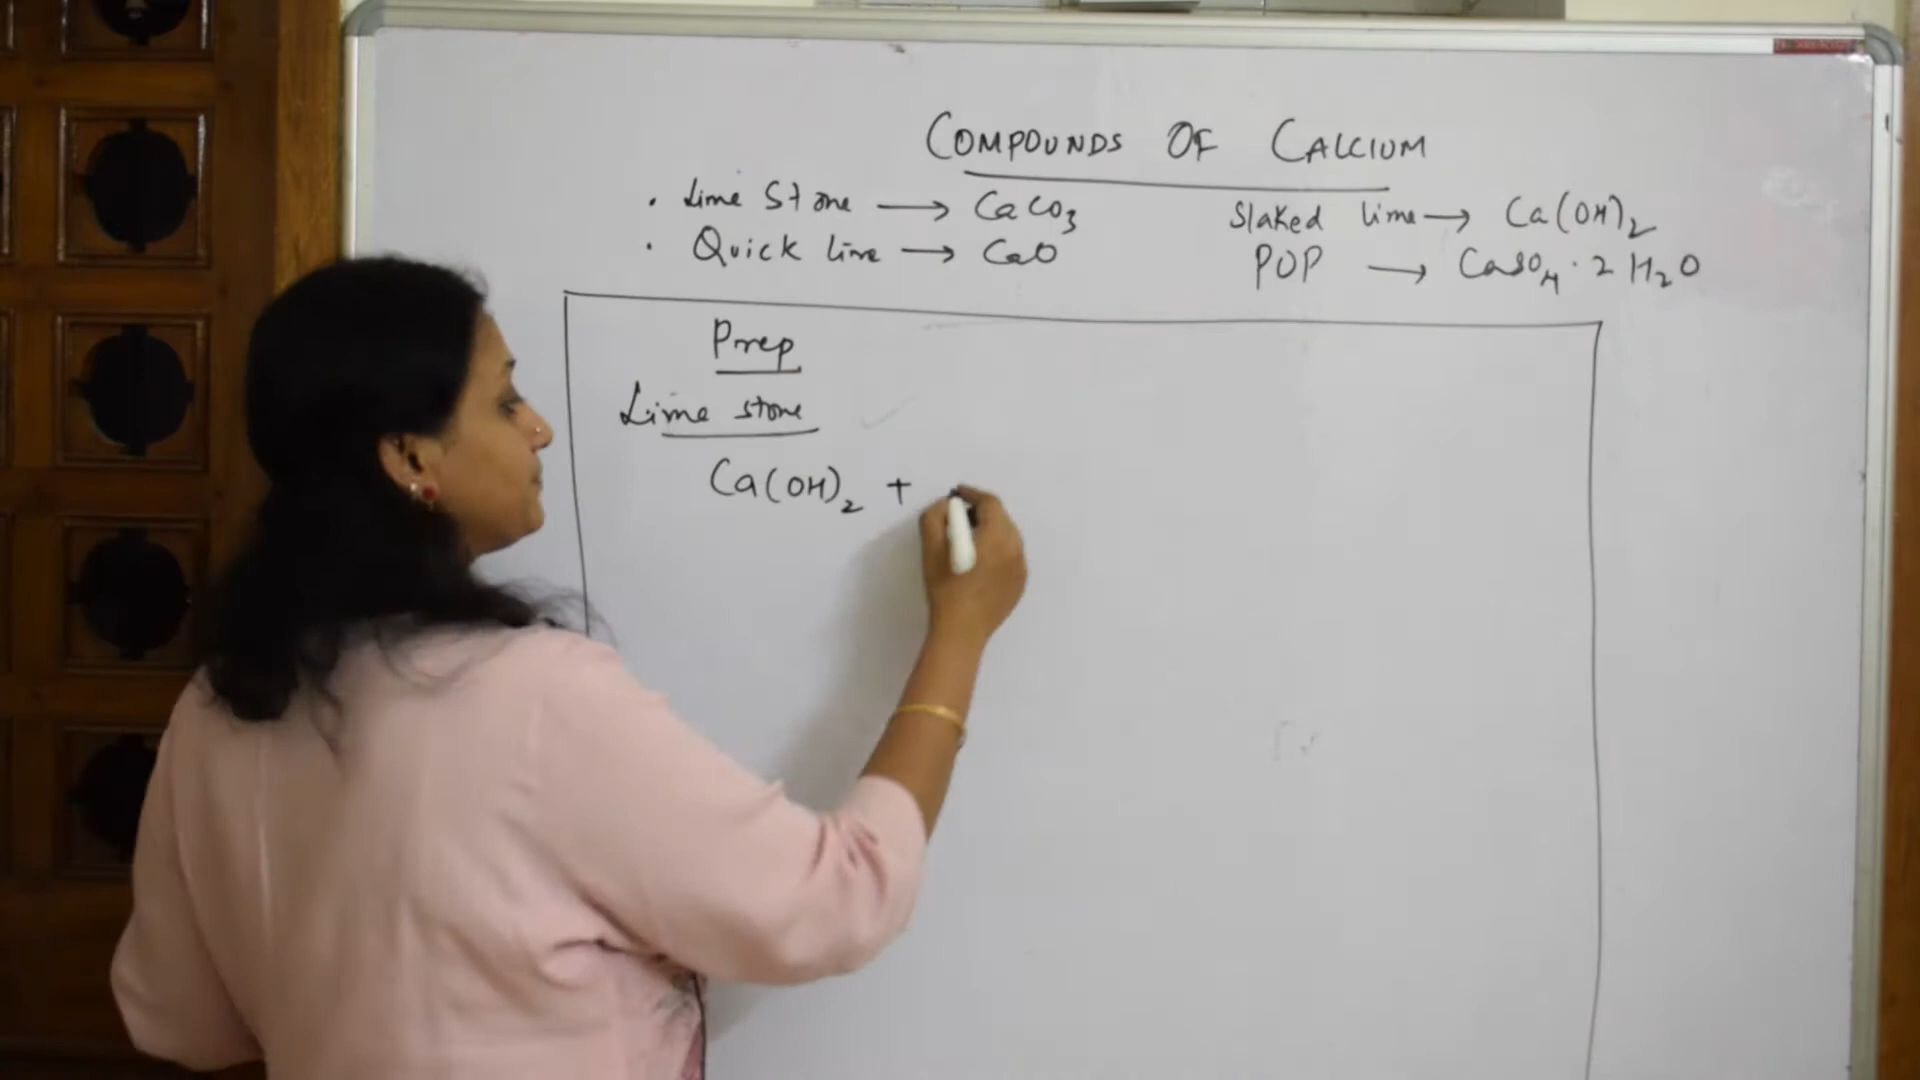 COMPOUNDS OF CALCIUM
. Lime Stone → CaCO3
. Quick lime → CaO
Slaked lime → Ca(OH)2
POP → CaSO4 . 2 H2O
Prep
Lime stone
Ca(OH)2 +